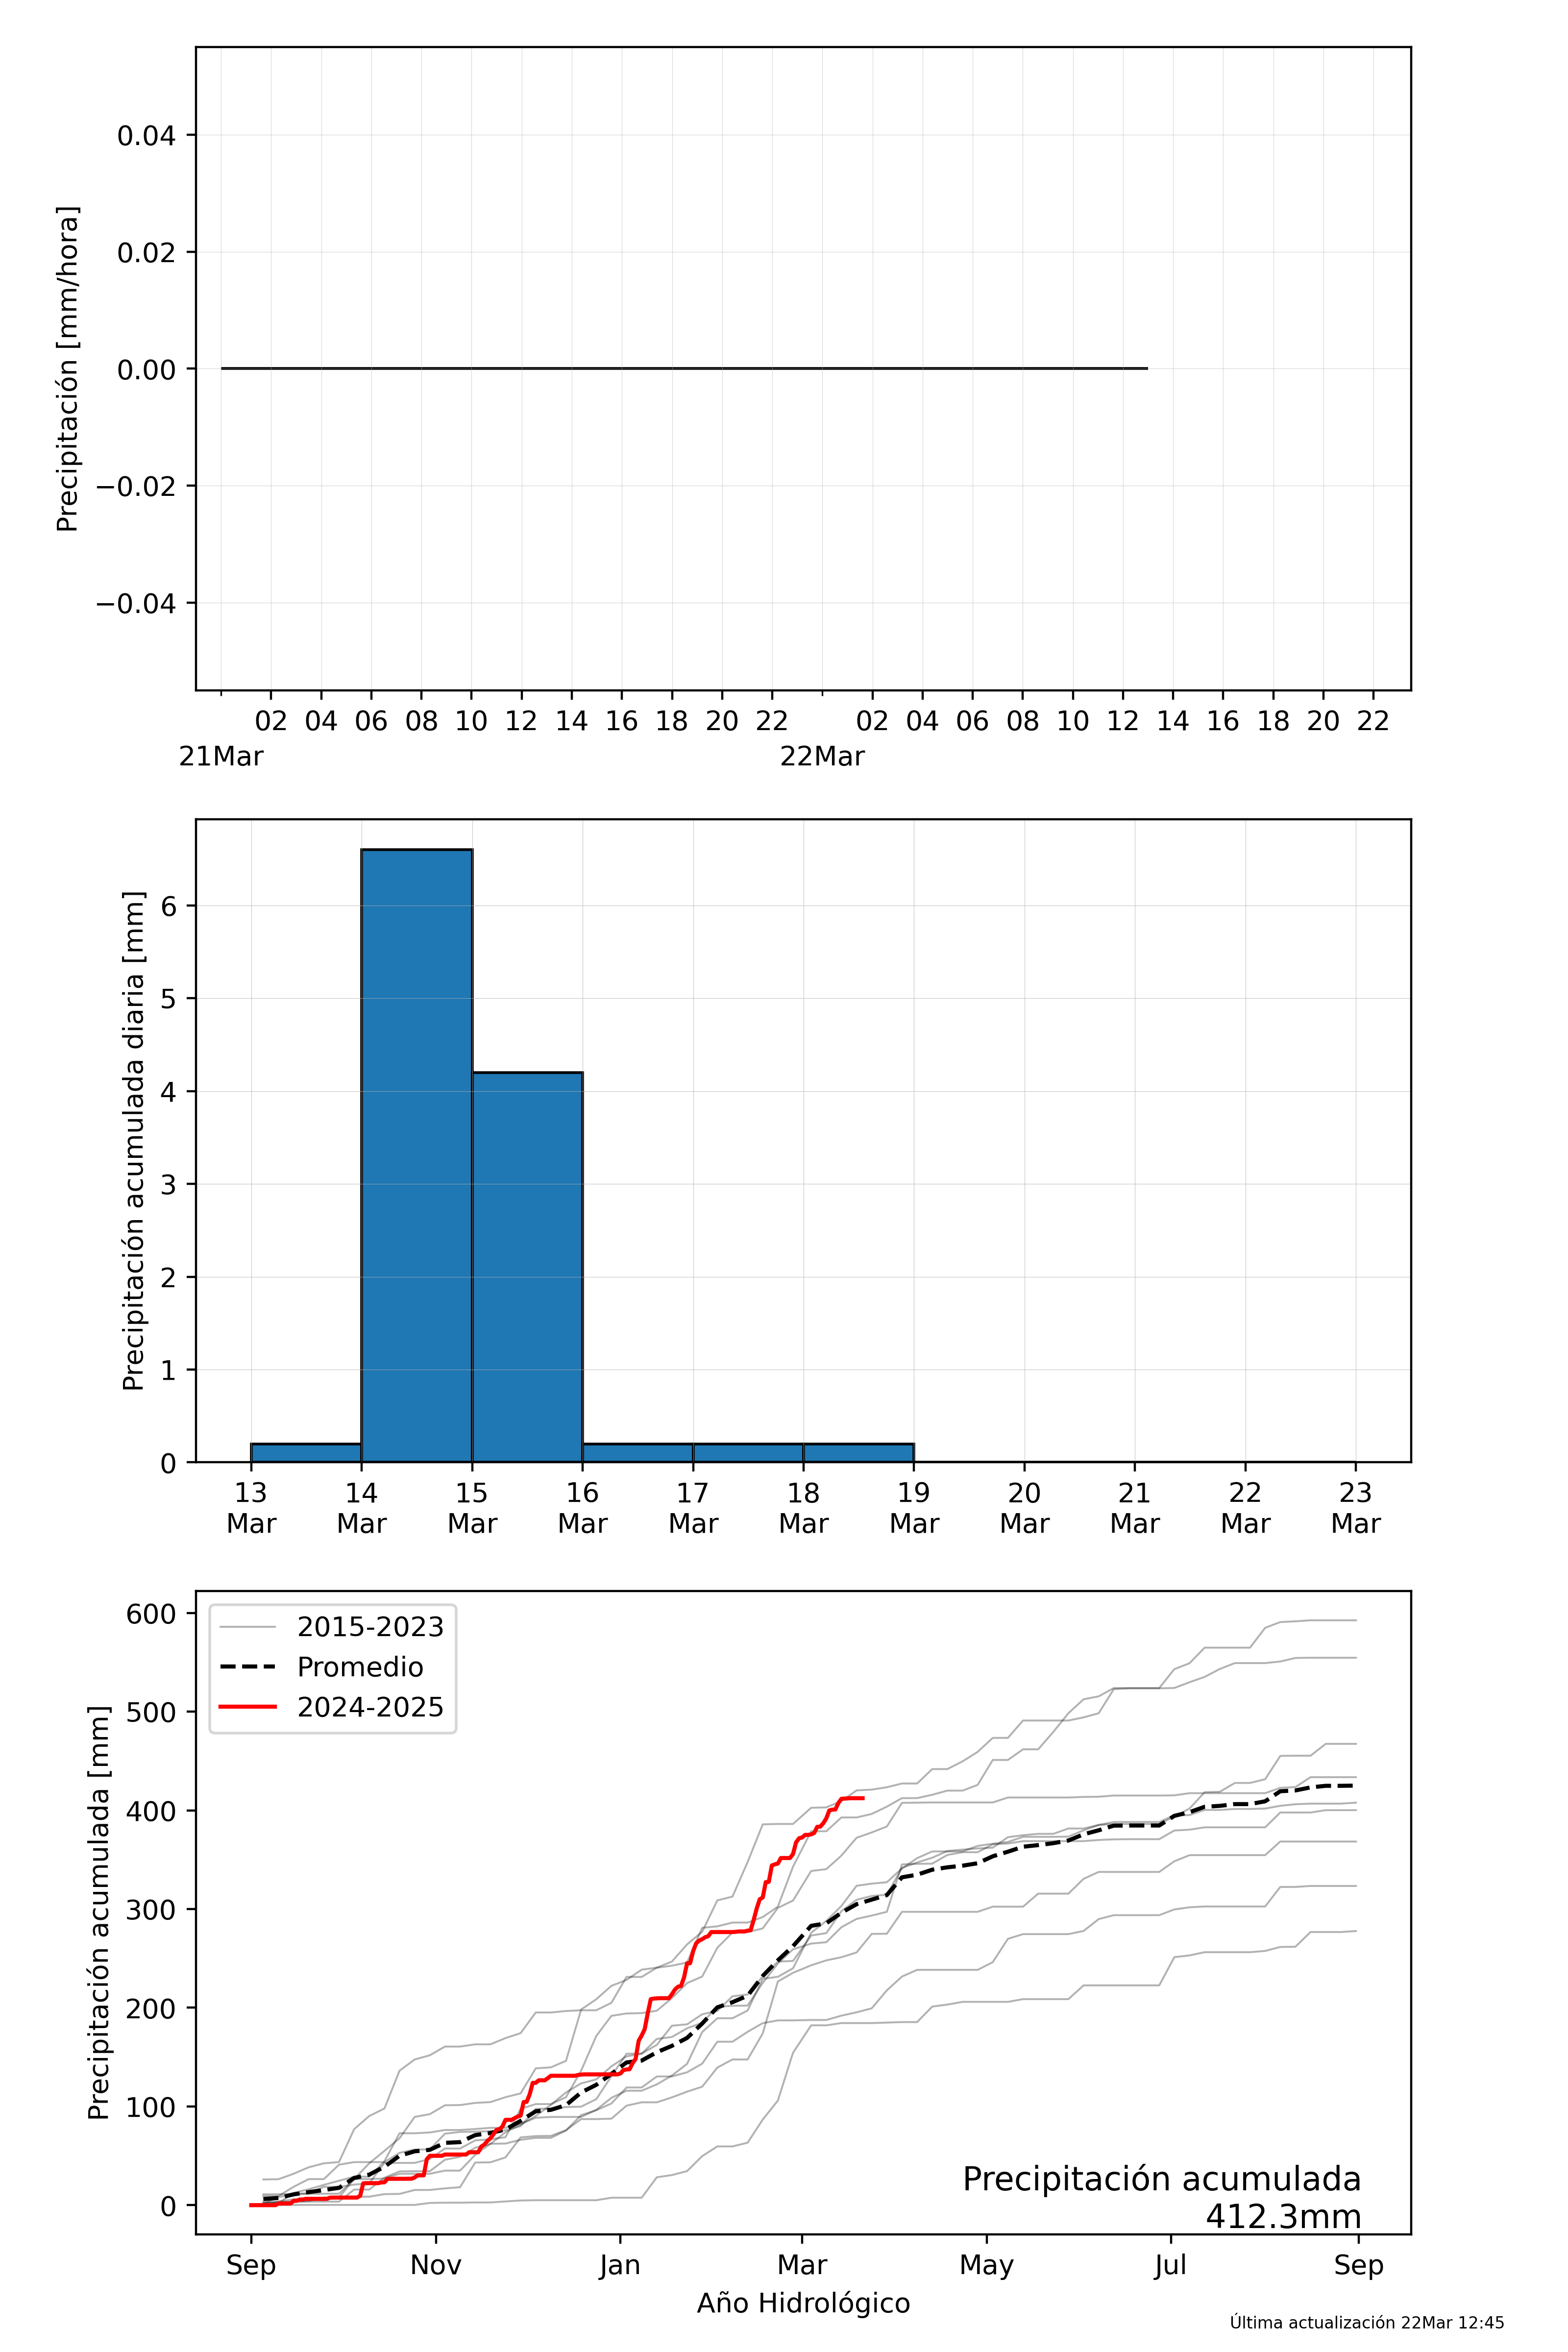 0.04
0.02
0.00
−0.02
−0.04
Precipitación [mm/hora]
02 04 06 08 10 12 14 16 18 20 22 02 04 06 08 10 12 14 16 18 20 22
21Mar 22Mar
6
5
4
3
2
1
0
Precipitación acumulada diaria [mm]
13 14 15 16 17 18 19 20 21 22 23
Mar Mar Mar Mar Mar Mar Mar Mar Mar Mar Mar
600
500
400
300
200
100
0
Precipitación acumulada [mm]
2015-2023
Promedio
2024-2025
Precipitación acumulada
412.3mm
Sep Nov Jan Mar May Jul Sep
Año Hidrológico
Última actualización 22Mar 12:45